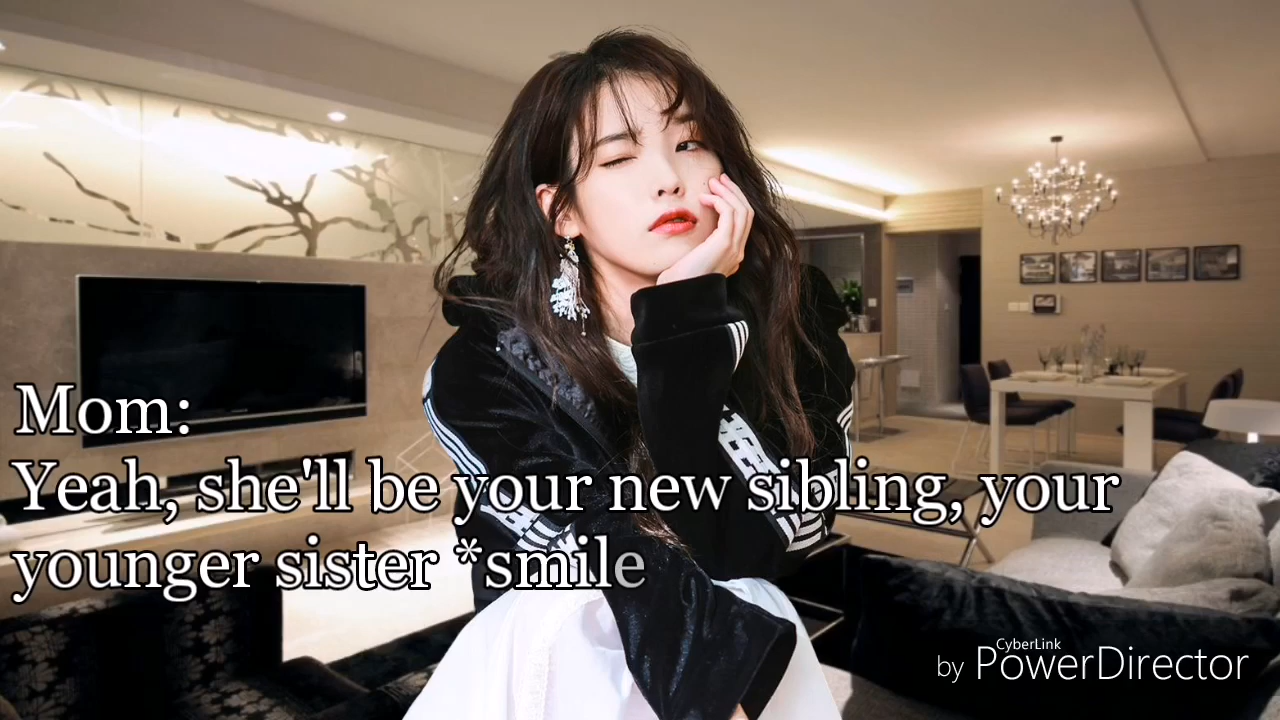 Mom:
Yeah, she'll be your new sibling, your
younger sister *smile
CyberLink
by PowerDirector